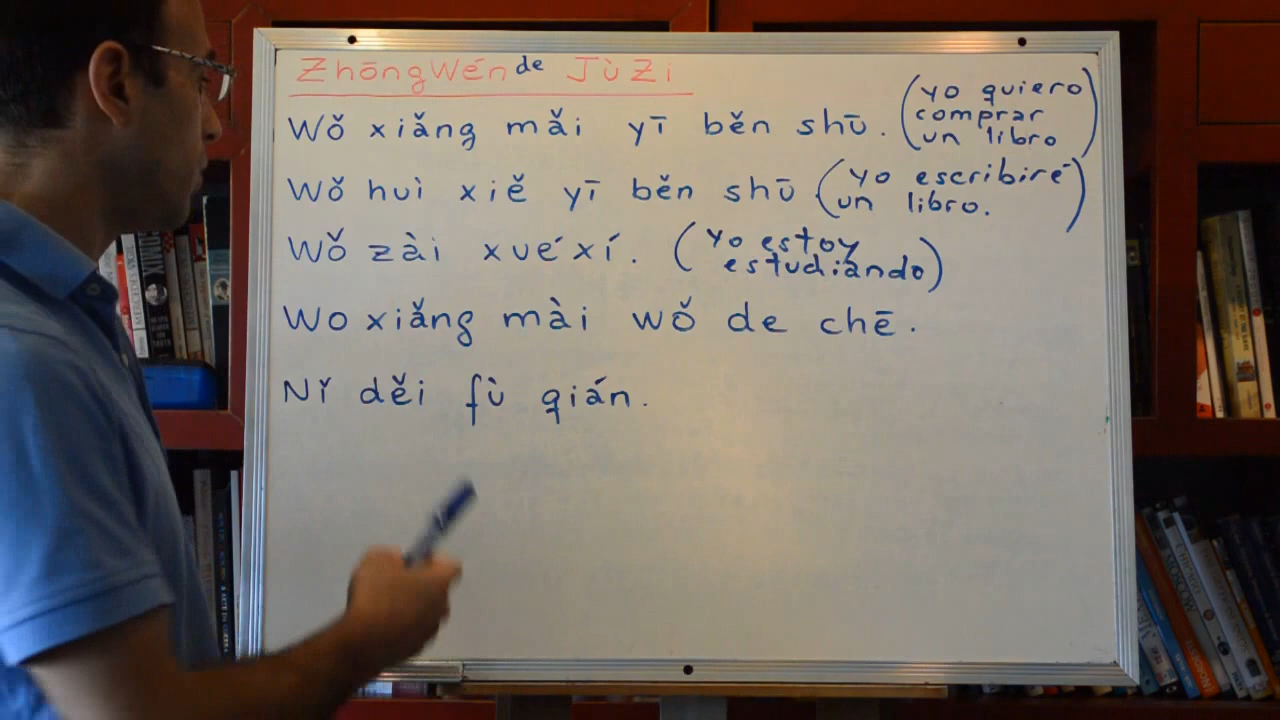 ZhōngWén de JùZi
Wǒ xiǎng mǎi yī běn shū. (yo quiero
comprar
un libro)
Wǒ huì xiě yī běn shū (yo escribiré
un libro.)
Wǒ zài xuéxí. (Yo estoy
estudiando)
Wo xiǎng mài wǒ de chē.
Nǐ děi fù qián.